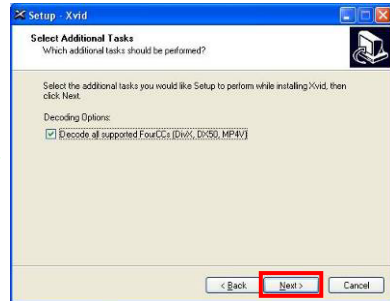 Setup - Xvid
Select Additional Tasks
Which additional tasks should be performed?
Select the additional tasks you would like Setup to perform while installing Xvid, then
click Next.
Decoding Options:
Decode all supported FourCCs (DivX, DX50, MP4V)
< Back
Next >
Cancel